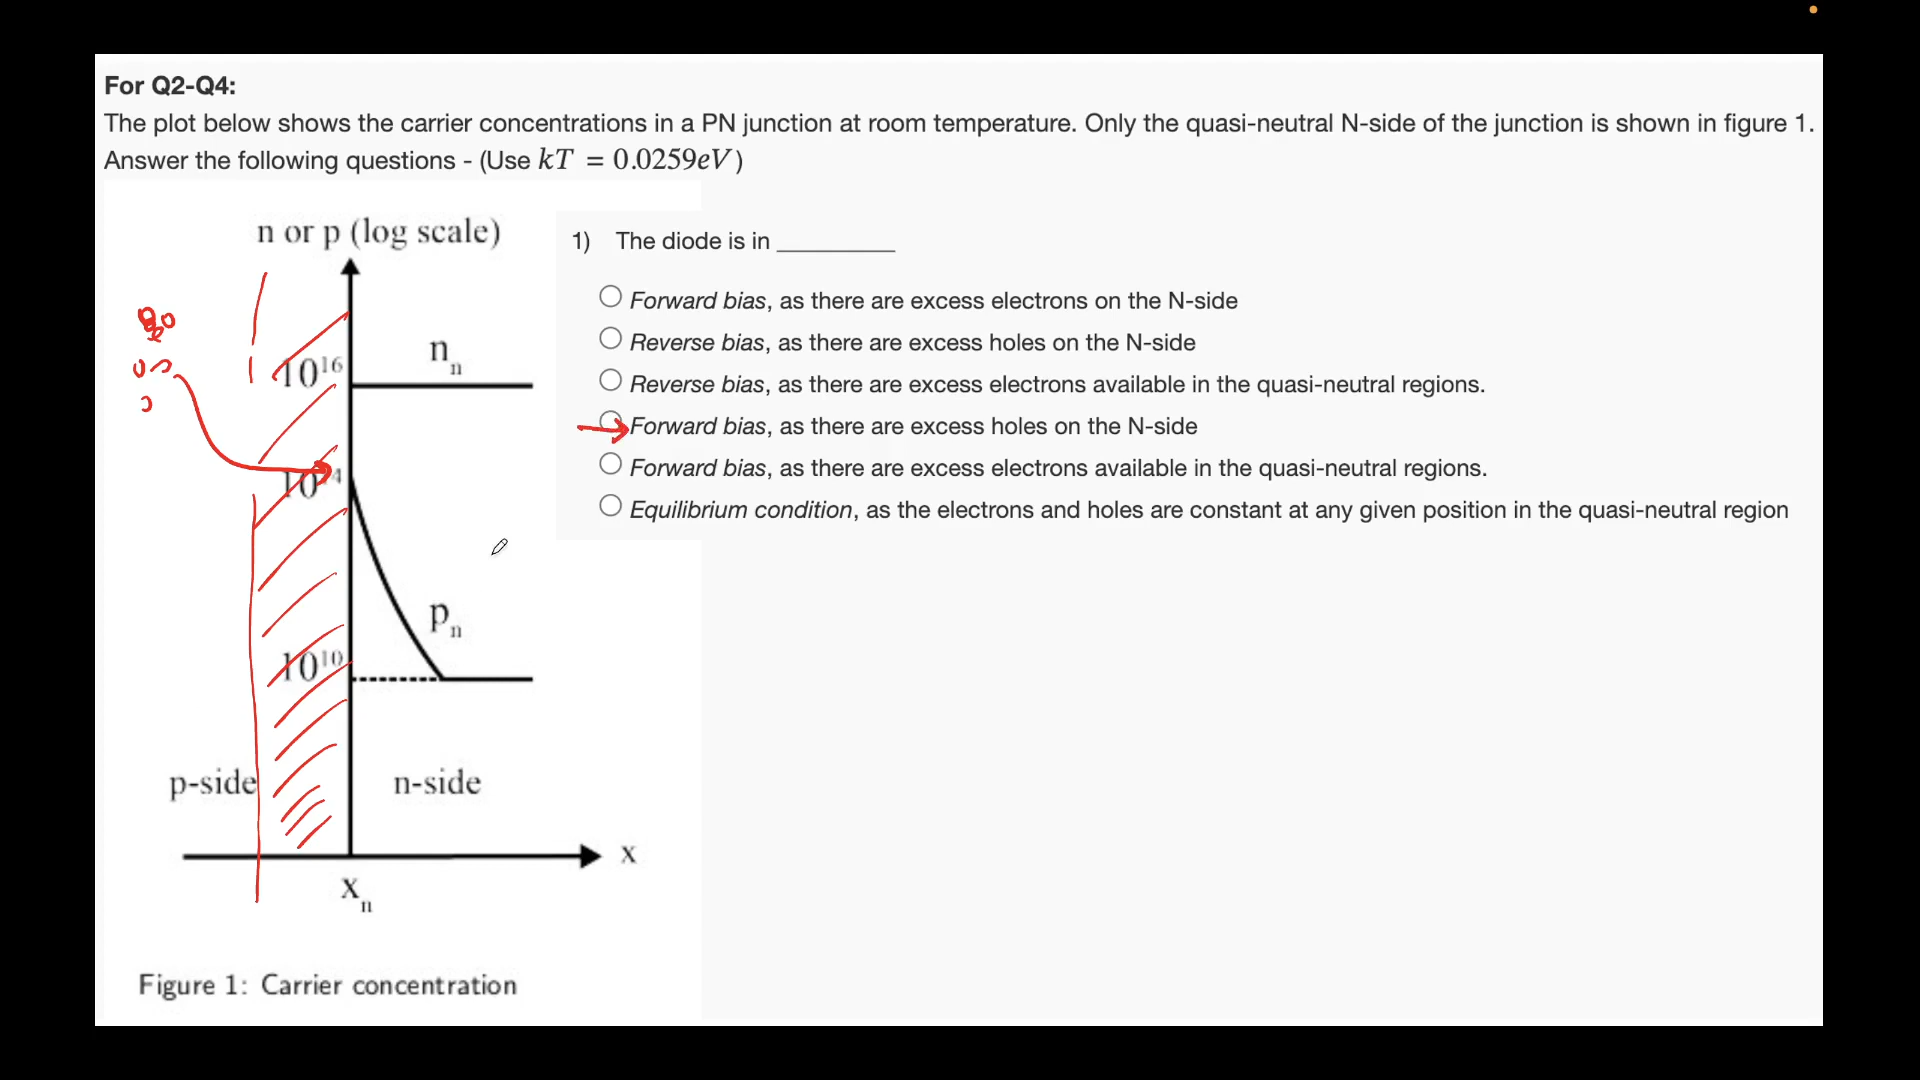 For Q2-Q4:
The plot below shows the carrier concentrations in a PN junction at room temperature. Only the quasi-neutral N-side of the junction is shown in figure 1.
Answer the following questions - (Use kT = 0.0259eV)
n or p (log scale)
1) The diode is in __________
Forward bias, as there are excess electrons on the N-side
Reverse bias, as there are excess holes on the N-side
Reverse bias, as there are excess electrons available in the quasi-neutral regions.
Forward bias, as there are excess holes on the N-side
Forward bias, as there are excess electrons available in the quasi-neutral regions.
Equilibrium condition, as the electrons and holes are constant at any given position in the quasi-neutral region
10¹⁶
nₙ
10¹⁴
pₙ
10¹⁰
p-side
n-side
x
xₙ
Figure 1: Carrier concentration